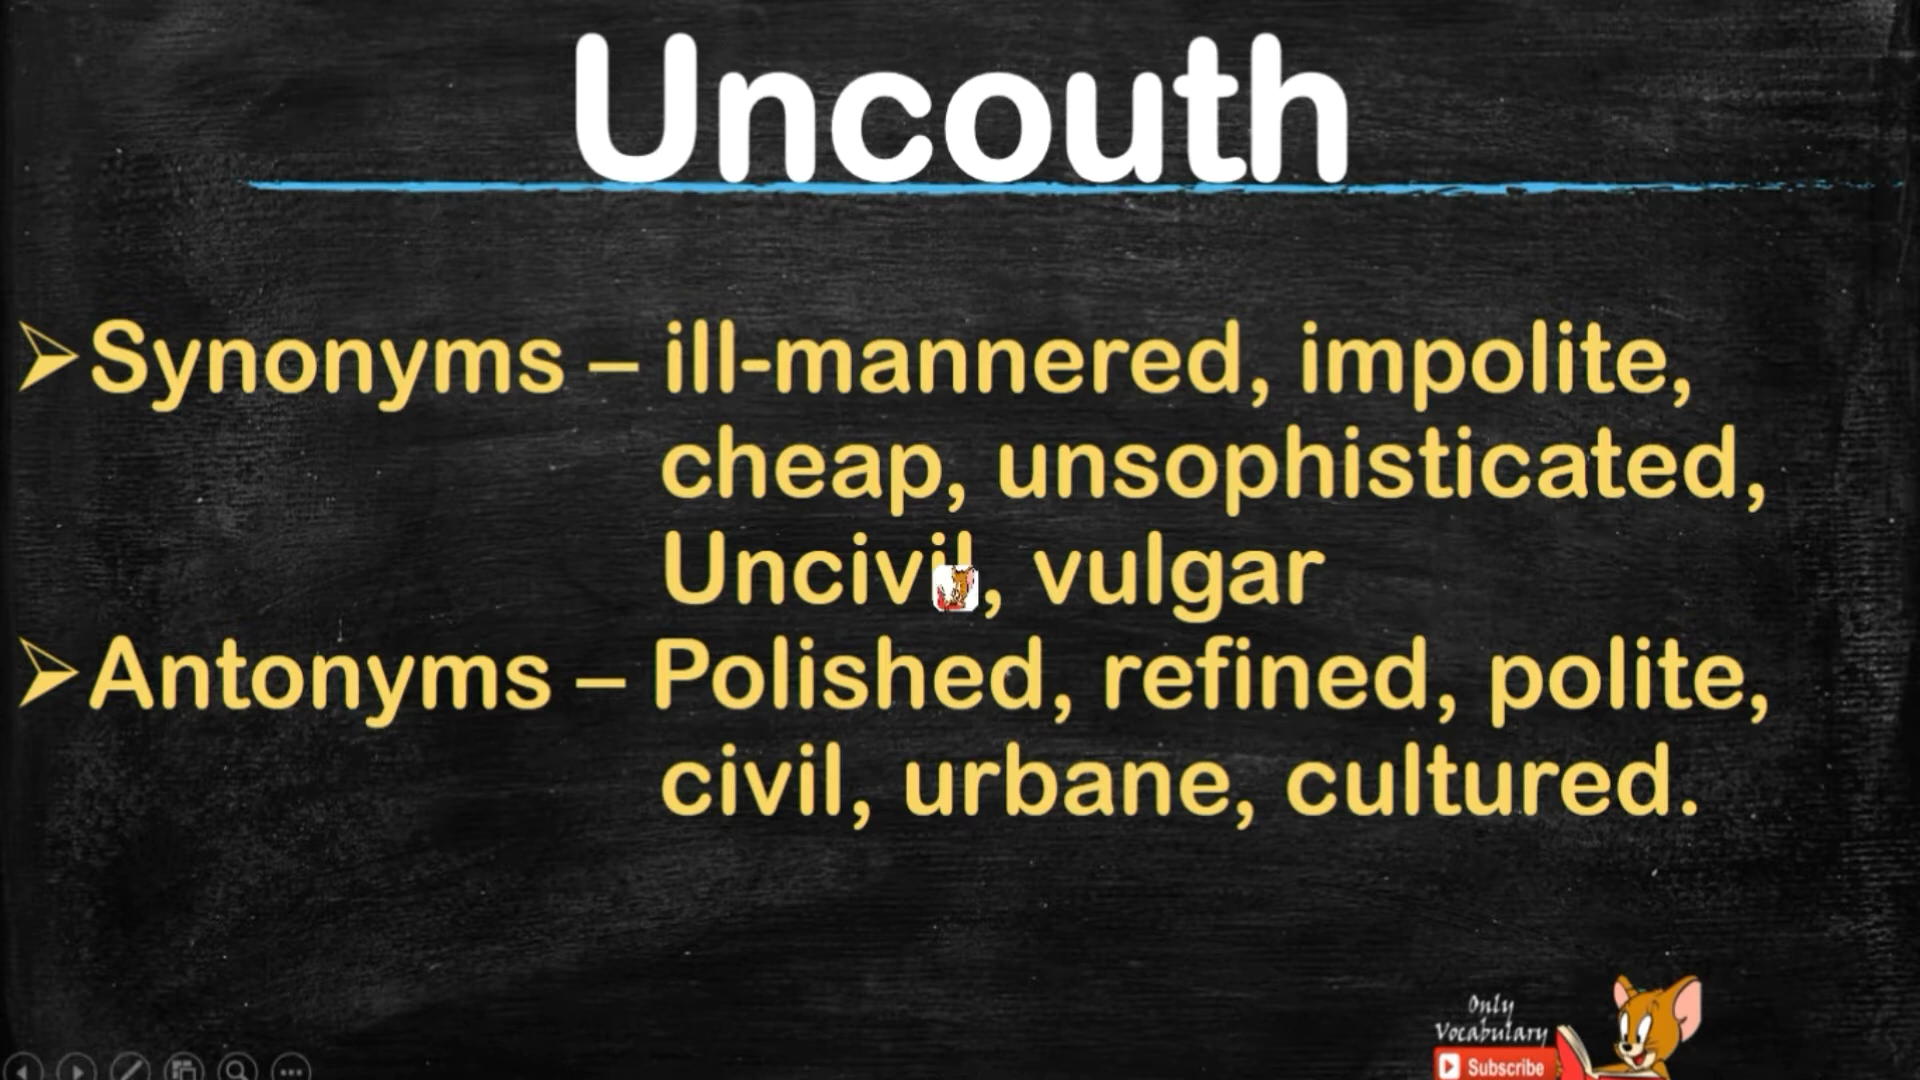 Uncouth
Synonyms – ill-mannered, impolite,
cheap, unsophisticated,
Uncivil, vulgar
Antonyms – Polished, refined, polite,
civil, urbane, cultured.
Only
Vocabulary
Subscribe